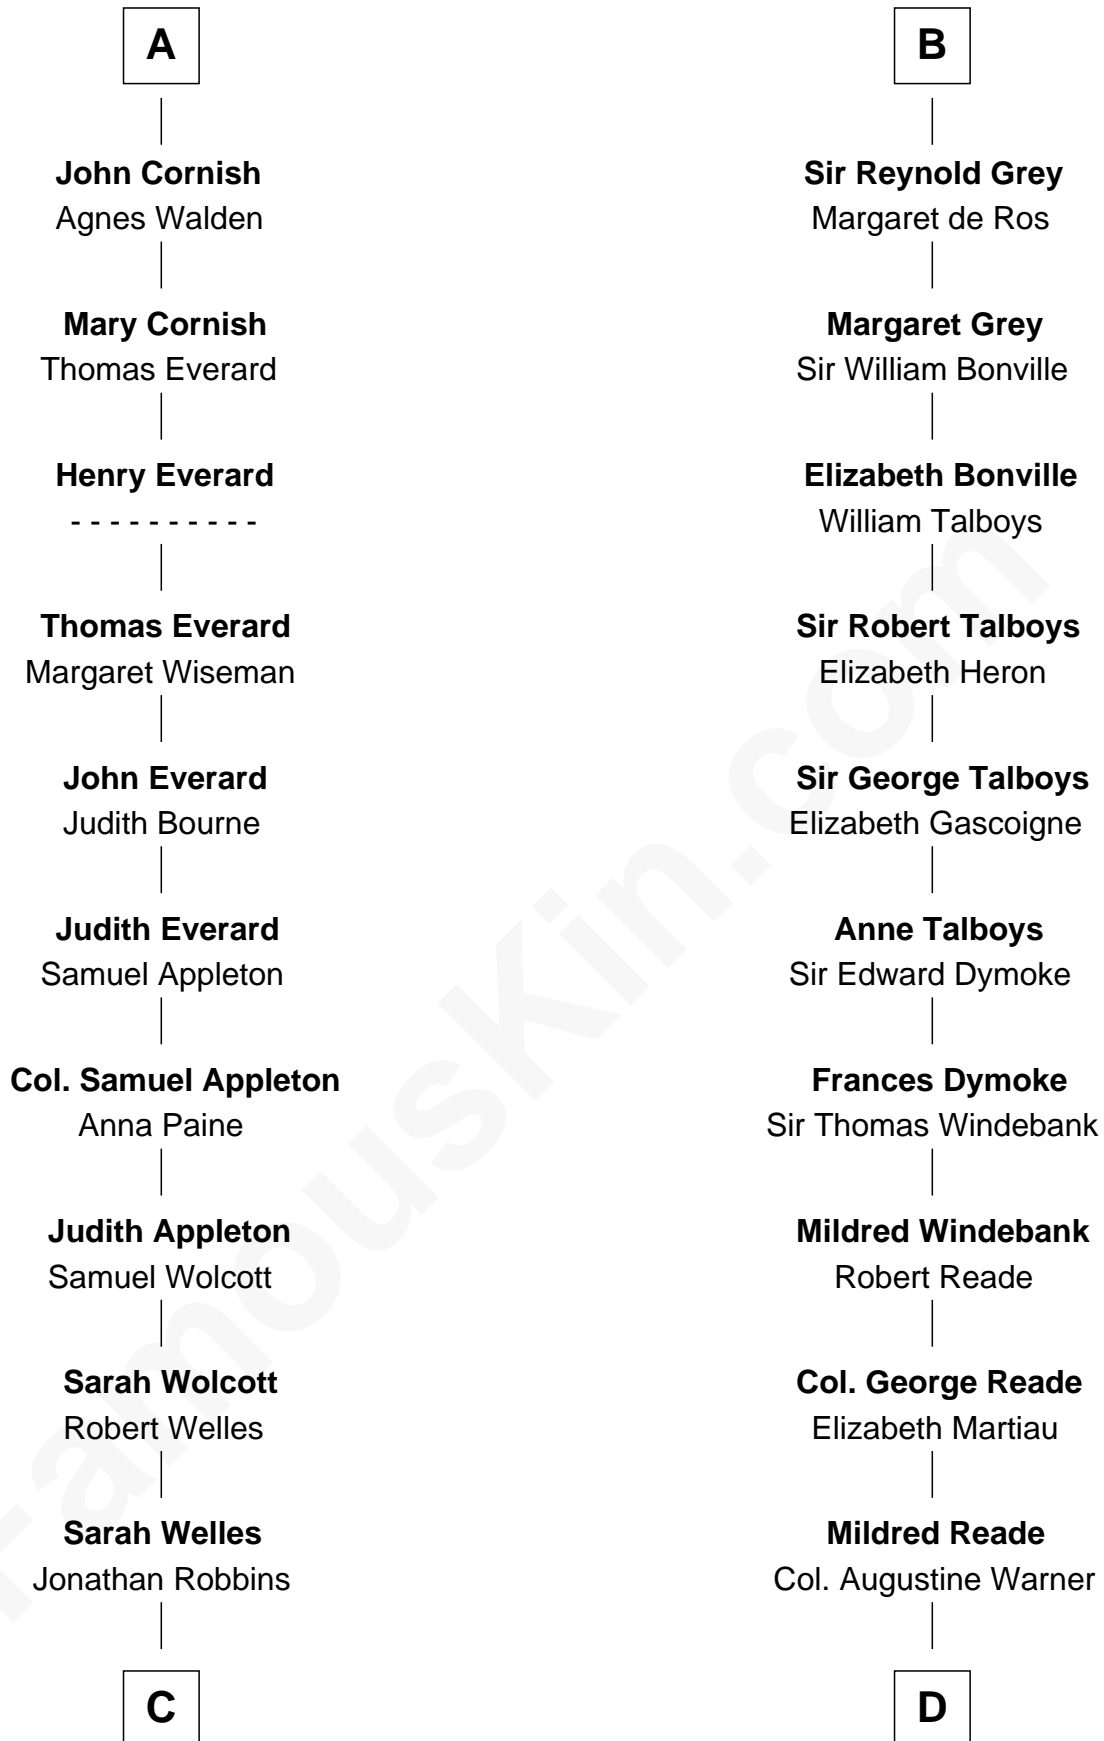 A
John Cornish
Agnes Walden
Mary Cornish
Thomas Everard
Henry Everard
- - - - - - - - - -
Thomas Everard
Margaret Wiseman
John Everard
Judith Bourne
Judith Everard
Samuel Appleton
Col. Samuel Appleton
Anna Paine
Judith Appleton
Samuel Wolcott
Sarah Wolcott
Robert Welles
Sarah Welles
Jonathan Robbins
C
B
Sir Reynold Grey
Margaret de Ros
Margaret Grey
Sir William Bonville
Elizabeth Bonville
William Talboys
Sir Robert Talboys
Elizabeth Heron
Sir George Talboys
Elizabeth Gascoigne
Anne Talboys
Sir Edward Dymoke
Frances Dymoke
Sir Thomas Windebank
Mildred Windebank
Robert Reade
Col. George Reade
Elizabeth Martiau
Mildred Reade
Col. Augustine Warner
D
FamousKin.com